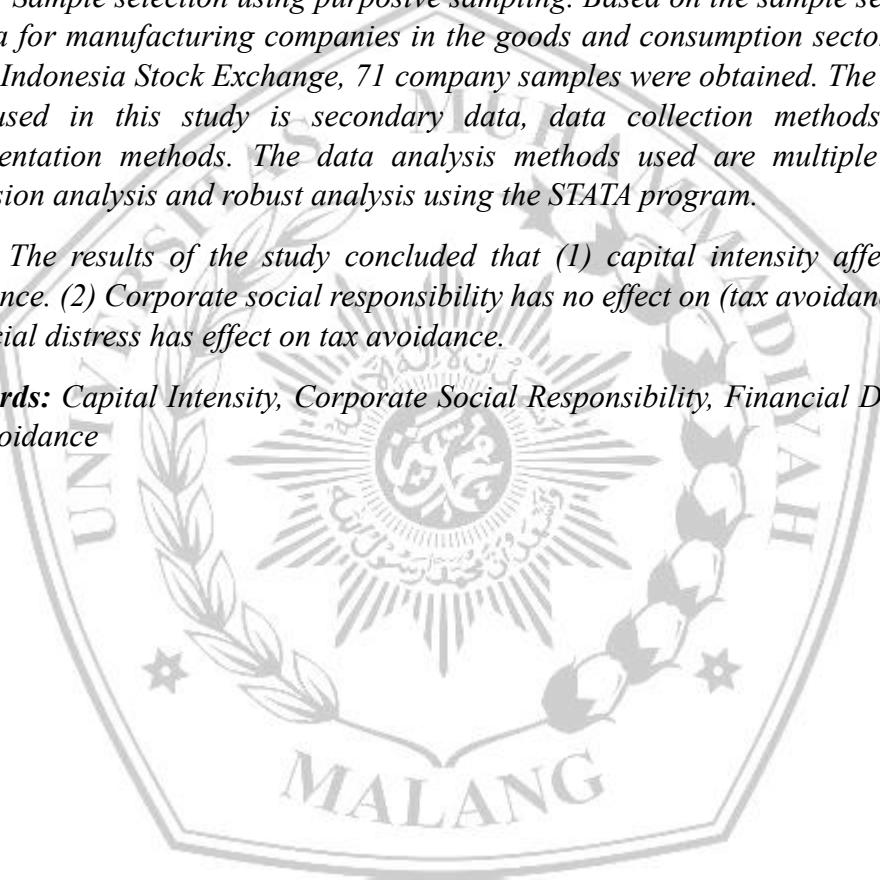 Sample selection using purposive sampling. Based on the sample se
a for manufacturing companies in the goods and consumption sector
Indonesia Stock Exchange, 71 company samples were obtained. The
used in this study is secondary data, data collection methods
entation methods. The data analysis methods used are multiple
sion analysis and robust analysis using the STATA program.
The results of the study concluded that (1) capital intensity affe
nce. (2) Corporate social responsibility has no effect on (tax avoidan
cial distress has effect on tax avoidance.
rds: Capital Intensity, Corporate Social Responsibility, Financial D
oidance
UNIVERSITAS MUHAMMADIYAH
MALANG